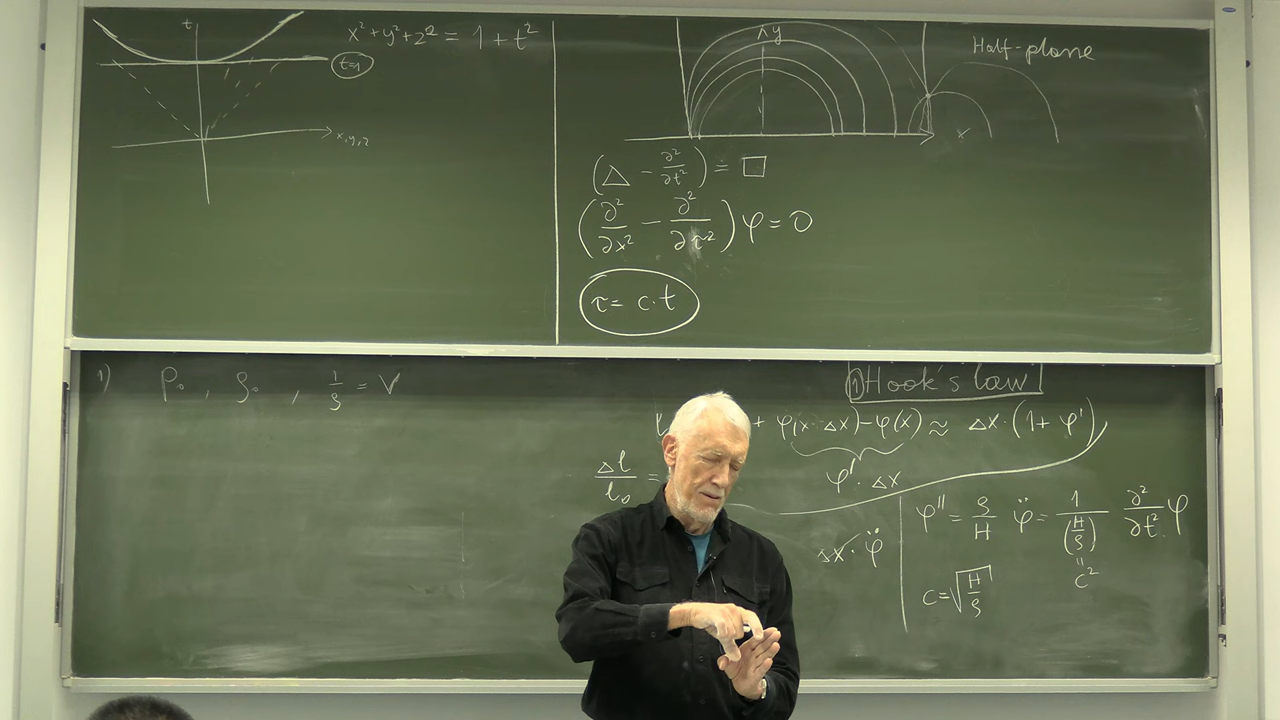 t
x² + y² + z² = 1 + t²
t=1
x,y,z
y
Half-plane
x
(△ − ∂²/∂t²) = □
(∂²/∂x² − ∂²/∂τ²) φ = 0
τ = c·t
1) P₀ , ρ₀ , 1/ρ = V
1) Hook's law
+ φ(x Δx) − φ(x) ≈ Δx·(1 + φ')
φ'·Δx
Δl/l₀ =
Δx·φ̈
φ'' = ρ/H φ̈ = 1/(H/ρ) ∂²/∂t² φ
" c²
c = √(H/ρ)